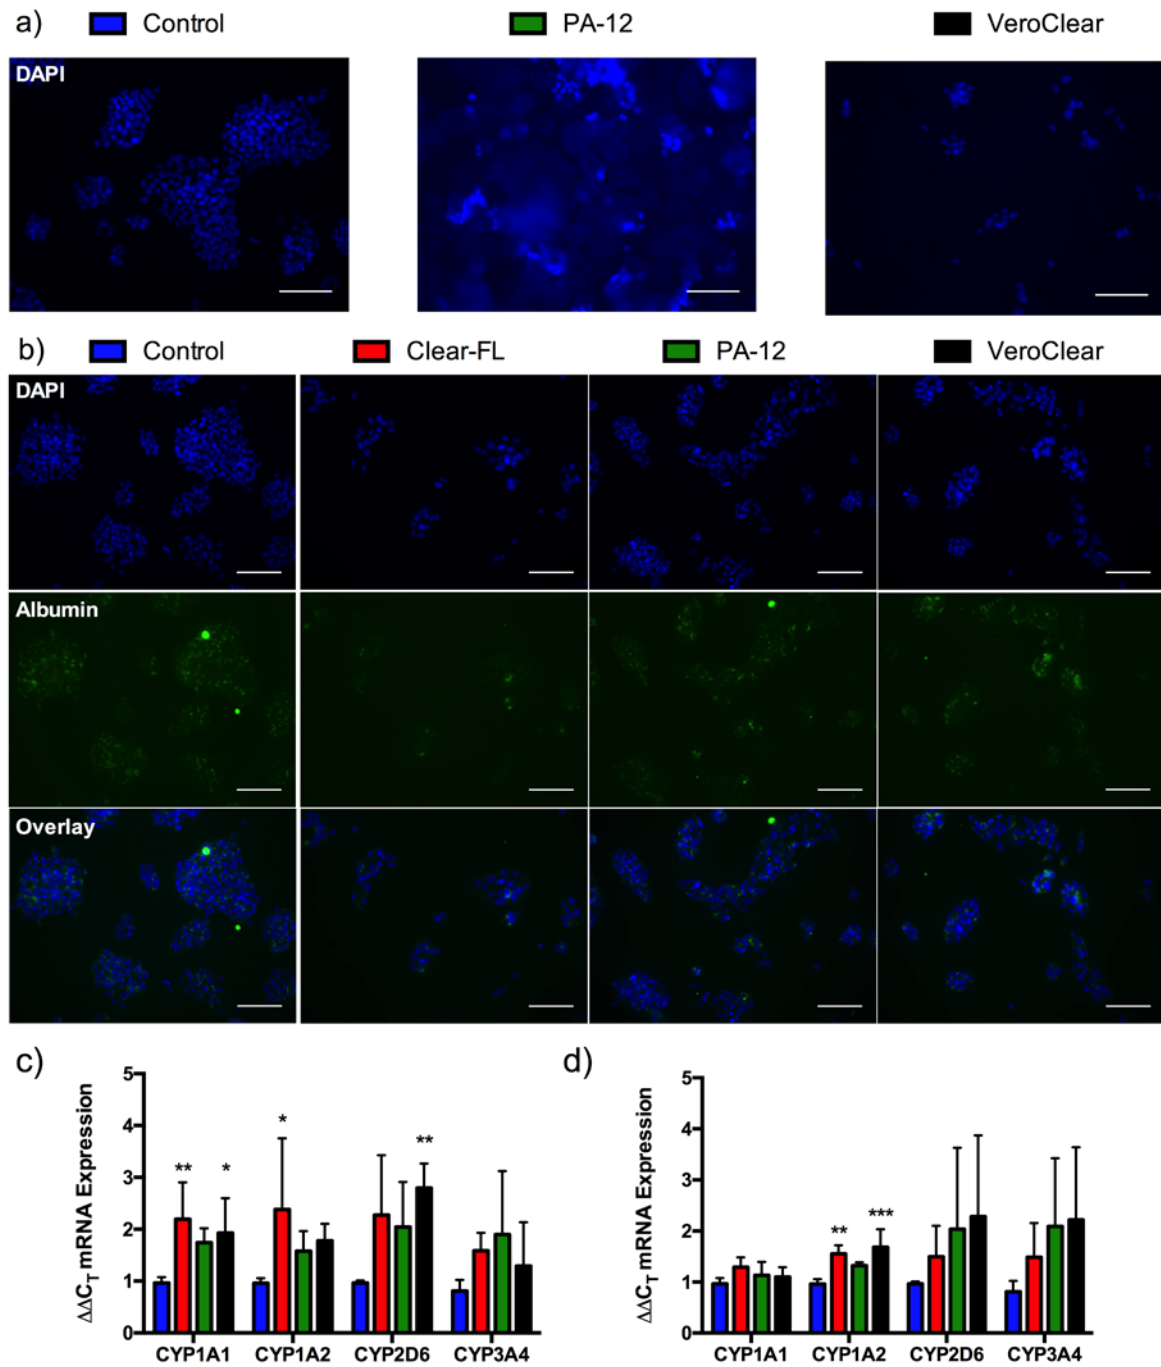 a) Control PA-12 VeroClear
DAPI
b) Control Clear-FL PA-12 VeroClear
DAPI
Albumin
Overlay
c)
ΔΔC_T mRNA Expression
5
4
3
2
1
0
** * * **
CYP1A1 CYP1A2 CYP2D6 CYP3A4
d)
ΔΔC_T mRNA Expression
5
4
3
2
1
0
** ***
CYP1A1 CYP1A2 CYP2D6 CYP3A4